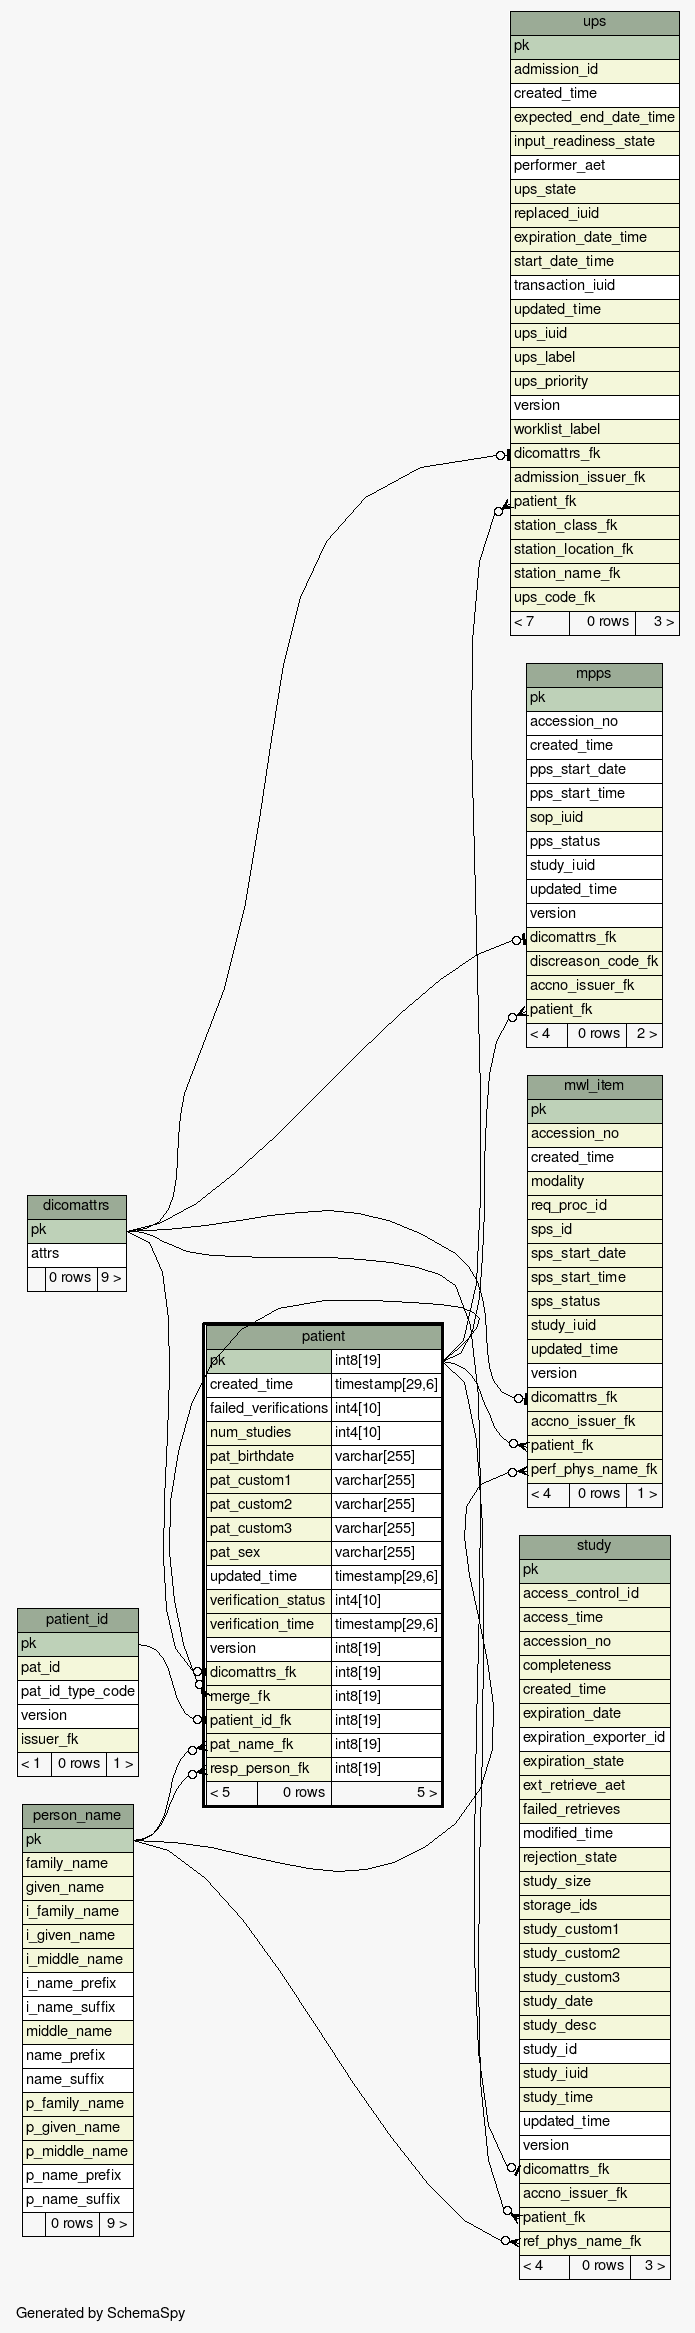 ups
pk
admission_id
created_time
expected_end_date_time
input_readiness_state
performer_aet
ups_state
replaced_iuid
expiration_date_time
start_date_time
transaction_iuid
updated_time
ups_iuid
ups_label
ups_priority
version
worklist_label
dicomattrs_fk
admission_issuer_fk
patient_fk
station_class_fk
station_location_fk
station_name_fk
ups_code_fk
< 7 0 rows 3 >
mpps
pk
accession_no
created_time
pps_start_date
pps_start_time
sop_iuid
pps_status
study_iuid
updated_time
version
dicomattrs_fk
discreason_code_fk
accno_issuer_fk
patient_fk
< 4 0 rows 2 >
mwl_item
pk
accession_no
created_time
modality
req_proc_id
sps_id
sps_start_date
sps_start_time
sps_status
study_iuid
updated_time
version
dicomattrs_fk
accno_issuer_fk
patient_fk
perf_phys_name_fk
< 4 0 rows 1 >
dicomattrs
pk
attrs
0 rows 9 >
patient
pk int8[19]
created_time timestamp[29,6]
failed_verifications int4[10]
num_studies int4[10]
pat_birthdate varchar[255]
pat_custom1 varchar[255]
pat_custom2 varchar[255]
pat_custom3 varchar[255]
pat_sex varchar[255]
updated_time timestamp[29,6]
verification_status int4[10]
verification_time timestamp[29,6]
version int8[19]
dicomattrs_fk int8[19]
merge_fk int8[19]
patient_id_fk int8[19]
pat_name_fk int8[19]
resp_person_fk int8[19]
< 5 0 rows 5 >
study
pk
access_control_id
access_time
accession_no
completeness
created_time
expiration_date
expiration_exporter_id
expiration_state
ext_retrieve_aet
failed_retrieves
modified_time
rejection_state
study_size
storage_ids
study_custom1
study_custom2
study_custom3
study_date
study_desc
study_id
study_iuid
study_time
updated_time
version
dicomattrs_fk
accno_issuer_fk
patient_fk
ref_phys_name_fk
< 4 0 rows 3 >
patient_id
pk
pat_id
pat_id_type_code
version
issuer_fk
< 1 0 rows 1 >
person_name
pk
family_name
given_name
i_family_name
i_given_name
i_middle_name
i_name_prefix
i_name_suffix
middle_name
name_prefix
name_suffix
p_family_name
p_given_name
p_middle_name
p_name_prefix
p_name_suffix
0 rows 9 >
Generated by SchemaSpy